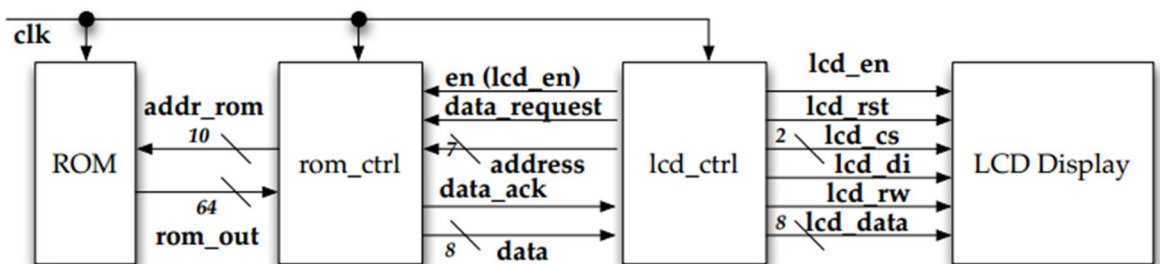 clk
ROM
addr_rom
10
64
rom_out
rom_ctrl
en (lcd_en)
data_request
7
address
data_ack
8
data
lcd_ctrl
lcd_en
lcd_rst
2
lcd_cs
lcd_di
lcd_rw
8
lcd_data
LCD Display